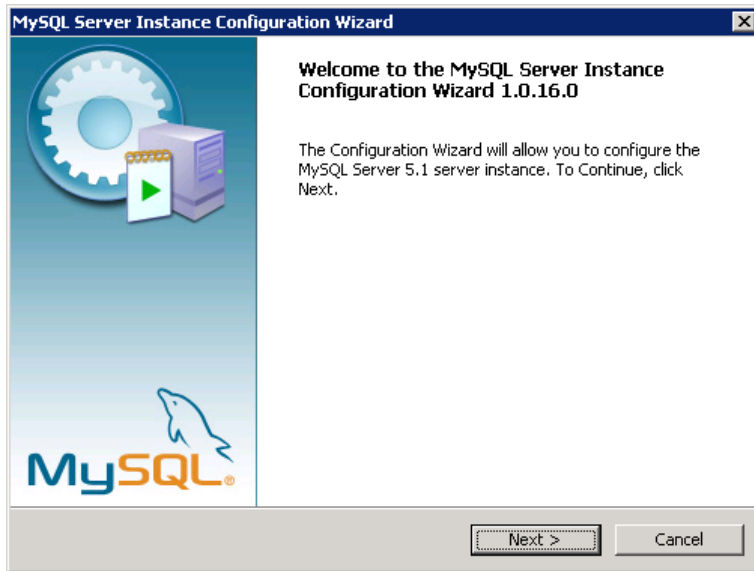 MySQL Server Instance Configuration Wizard
Welcome to the MySQL Server Instance
Configuration Wizard 1.0.16.0
The Configuration Wizard will allow you to configure the
MySQL Server 5.1 server instance. To Continue, click
Next.
MySQL®
Next >
Cancel